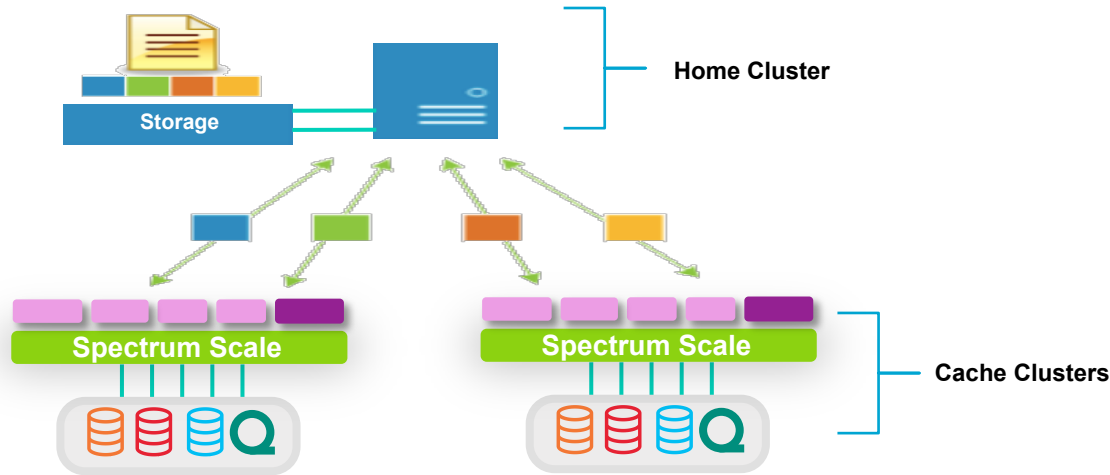 Home Cluster
Storage
Spectrum Scale
Spectrum Scale
Cache Clusters